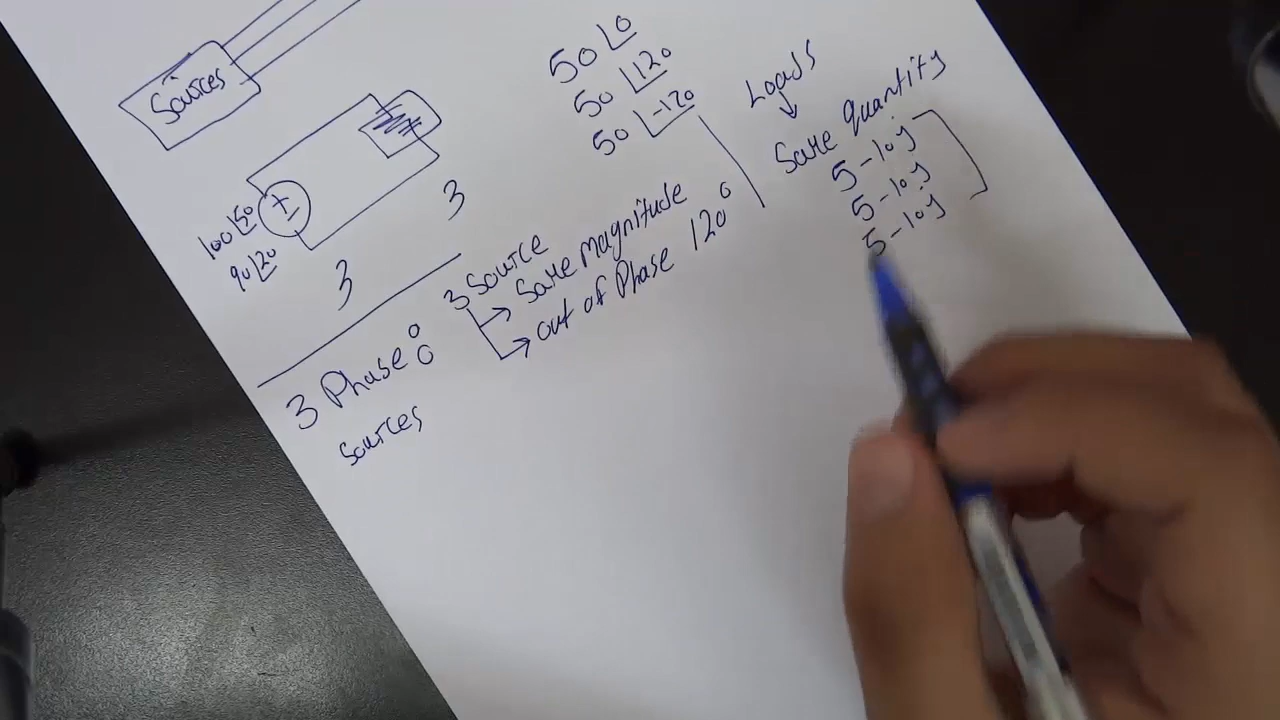 Sources
100∠50
90∠20
3
3
3 Phase
Sources
3 Source
→ Same magnitude
→ out of Phase 120°
50∠0
50∠120
50∠-120
Loads
↓
Same quantity
5-10j
5-10j
5-10j